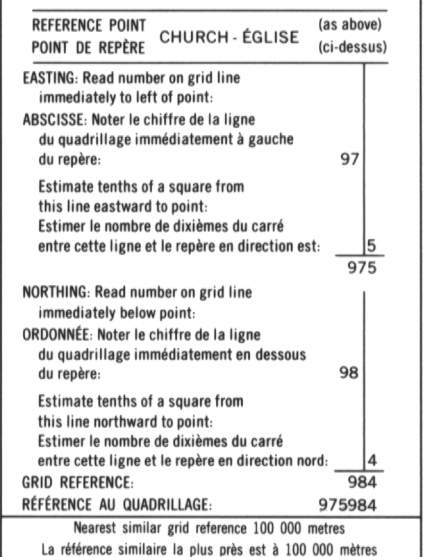 REFERENCE POINT CHURCH - ÉGLISE (as above)
POINT DE REPÈRE (ci-dessus)
EASTING: Read number on grid line
immediately to left of point:
ABSCISSE: Noter le chiffre de la ligne
du quadrillage immédiatement à gauche
du repère: 97
Estimate tenths of a square from
this line eastward to point:
Estimer le nombre de dixièmes du carré
entre cette ligne et le repère en direction est: 5
975
NORTHING: Read number on grid line
immediately below point:
ORDONNÉE: Noter le chiffre de la ligne
du quadrillage immédiatement en dessous
du repère: 98
Estimate tenths of a square from
this line northward to point:
Estimer le nombre de dixièmes du carré
entre cette ligne et le repère en direction nord: 4
GRID REFERENCE: 984
RÉFÉRENCE AU QUADRILLAGE: 975984
Nearest similar grid reference 100 000 metres
La référence similaire la plus près est à 100 000 mètres